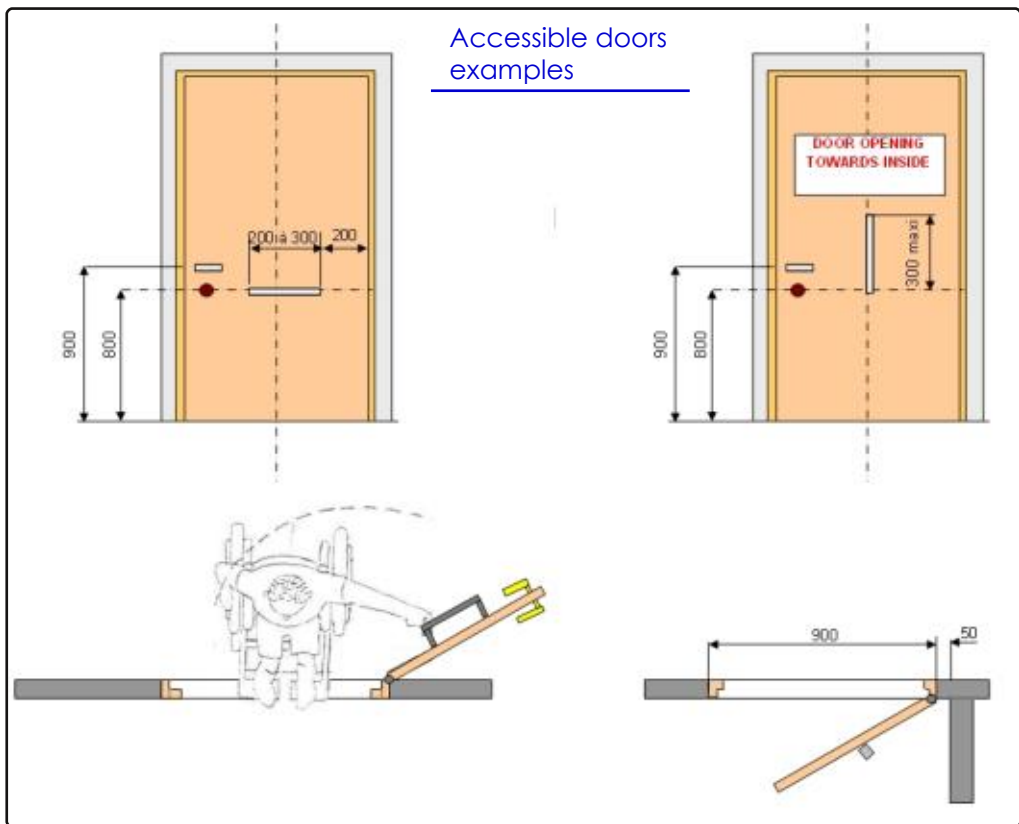 Accessible doors
examples
200 à 300
200
900
800
DOOR OPENING
TOWARDS INSIDE
300 maxi
900
800
900
50